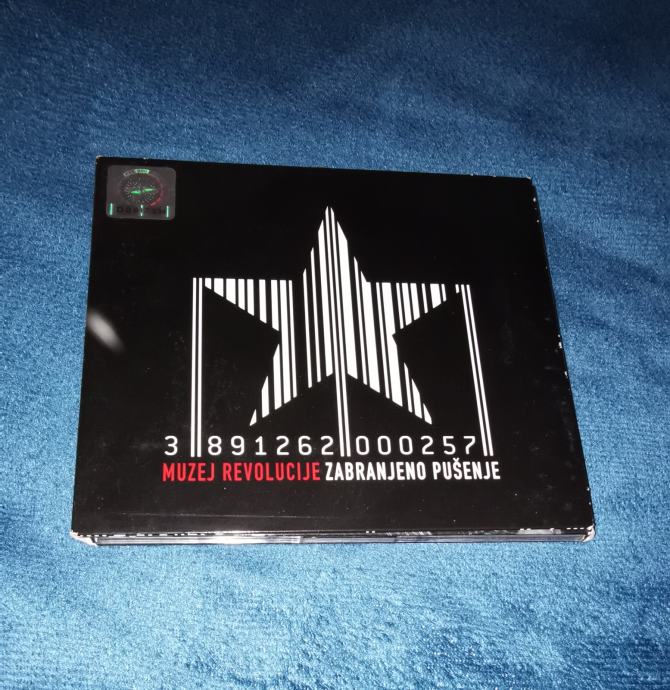 3 891262 000257
MUZEJ REVOLUCIJE ZABRANJENO PUŠENJE